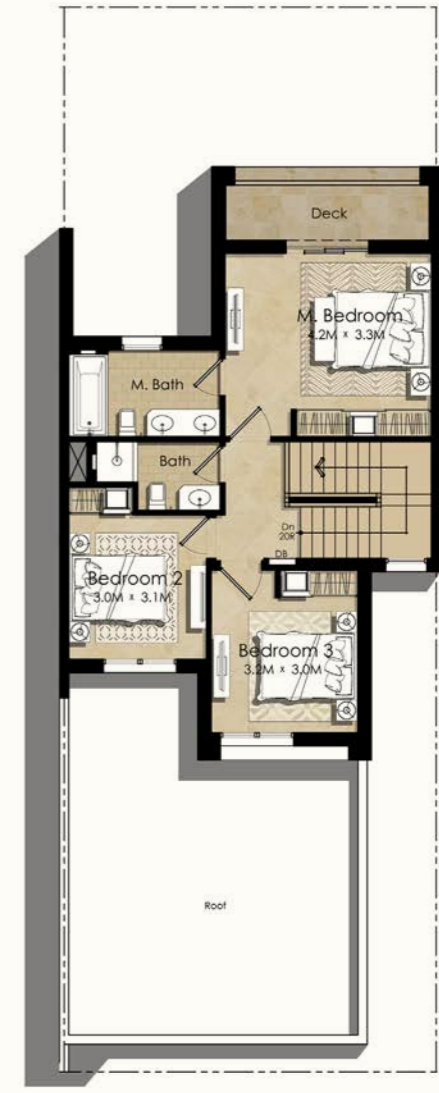 Deck
M. Bedroom
4.2M x 3.3M
M. Bath
Bath
Dn
20R
DB
Bedroom 2
3.0M x 3.1M
Bedroom 3
3.2M x 3.0M
Roof